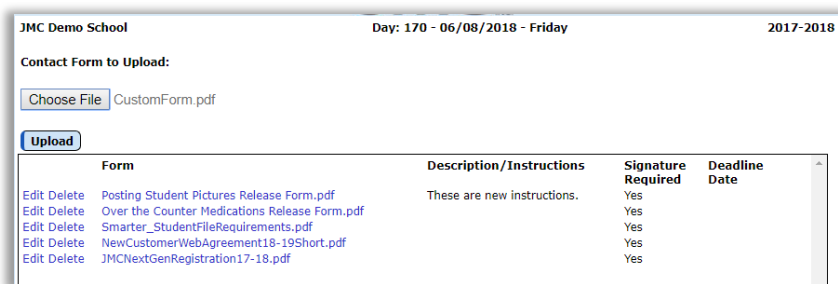 JMC Demo School Day: 170 - 06/08/2018 - Friday 2017-2018
Contact Form to Upload:
Choose File CustomForm.pdf
Upload
Form Description/Instructions Signature Required Deadline Date
Edit Delete Posting Student Pictures Release Form.pdf These are new instructions. Yes
Edit Delete Over the Counter Medications Release Form.pdf Yes
Edit Delete Smarter_StudentFileRequirements.pdf Yes
Edit Delete NewCustomerWebAgreement18-19Short.pdf Yes
Edit Delete JMCNextGenRegistration17-18.pdf Yes